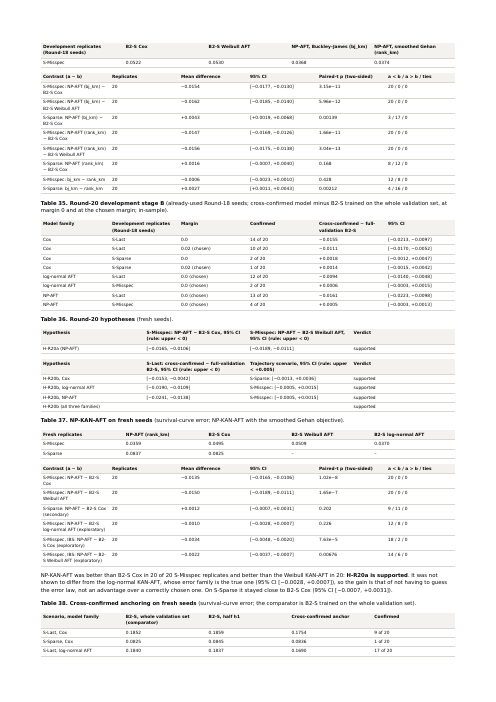 Development replicates (Round-18 seeds) B2-S Cox B2-S Weibull AFT NP-AFT, Buckley-James (bj_km) NP-AFT, smoothed Gehan (rank_km)
S-Misspec 0.0522 0.0530 0.0368 0.0374
Contrast (a − b) Replicates Mean difference 95% CI Paired-t p (two-sided) a < b / a > b / ties
S-Misspec: NP-AFT (bj_km) − B2-S Cox 20 −0.0154 [−0.0177, −0.0130] 3.15e−11 20 / 0 / 0
S-Misspec: NP-AFT (bj_km) − B2-S Weibull AFT 20 −0.0162 [−0.0185, −0.0140] 5.96e−12 20 / 0 / 0
S-Sparse: NP-AFT (bj_km) − B2-S Cox 20 +0.0043 [+0.0019, +0.0068] 0.00139 3 / 17 / 0
S-Misspec: NP-AFT (rank_km) − B2-S Cox 20 −0.0147 [−0.0169, −0.0126] 1.66e−11 20 / 0 / 0
S-Misspec: NP-AFT (rank_km) − B2-S Weibull AFT 20 −0.0156 [−0.0175, −0.0138] 3.04e−13 20 / 0 / 0
S-Sparse: NP-AFT (rank_km) − B2-S Cox 20 +0.0016 [−0.0007, +0.0040] 0.168 8 / 12 / 0
S-Misspec: bj_km − rank_km 20 −0.0006 [−0.0023, +0.0010] 0.428 12 / 8 / 0
S-Sparse: bj_km − rank_km 20 +0.0027 [+0.0011, +0.0043] 0.00212 4 / 16 / 0
Table 35. Round-20 development stage B (already-used Round-18 seeds; cross-confirmed model minus B2-S trained on the whole validation set, at margin 0 and at the chosen margin; in-sample).
Model family Development replicates (Round-18 seeds) Margin Confirmed Cross-confirmed − full-validation B2-S 95% CI
Cox S-Last 0.0 14 of 20 −0.0155 [−0.0213, −0.0097]
Cox S-Last 0.02 (chosen) 10 of 20 −0.0111 [−0.0170, −0.0052]
Cox S-Sparse 0.0 2 of 20 +0.0018 [−0.0012, +0.0047]
Cox S-Sparse 0.02 (chosen) 1 of 20 +0.0014 [−0.0015, +0.0042]
log-normal AFT S-Last 0.0 (chosen) 12 of 20 −0.0094 [−0.0140, −0.0048]
log-normal AFT S-Misspec 0.0 (chosen) 2 of 20 +0.0006 [−0.0003, +0.0015]
NP-AFT S-Last 0.0 (chosen) 13 of 20 −0.0161 [−0.0223, −0.0098]
NP-AFT S-Misspec 0.0 (chosen) 4 of 20 +0.0005 [−0.0003, +0.0013]
Table 36. Round-20 hypotheses (fresh seeds).
Hypothesis S-Misspec: NP-AFT − B2-S Cox, 95% CI (rule: upper < 0) S-Misspec: NP-AFT − B2-S Weibull AFT, 95% CI (rule: upper < 0) Verdict
H-R20a (NP-AFT) [−0.0165, −0.0106] [−0.0189, −0.0111] supported
Hypothesis S-Last: cross-confirmed − full-validation B2-S, 95% CI (rule: upper < 0) Trajectory scenario, 95% CI (rule: upper < +0.005) Verdict
H-R20b, Cox [−0.0153, −0.0042] S-Sparse: [−0.0013, +0.0036] supported
H-R20b, log-normal AFT [−0.0190, −0.0109] S-Misspec: [−0.0005, +0.0015] supported
H-R20b, NP-AFT [−0.0241, −0.0138] S-Misspec: [−0.0005, +0.0015] supported
H-R20b (all three families) supported
Table 37. NP-KAN-AFT on fresh seeds (survival-curve error; NP-KAN-AFT with the smoothed Gehan objective).
Fresh replicates NP-AFT (rank_km) B2-S Cox B2-S Weibull AFT B2-S log-normal AFT
S-Misspec 0.0359 0.0495 0.0509 0.0370
S-Sparse 0.0837 0.0825 – –
Contrast (a − b) Replicates Mean difference 95% CI Paired-t p (two-sided) a < b / a > b / ties
S-Misspec: NP-AFT − B2-S Cox 20 −0.0135 [−0.0165, −0.0106] 1.02e−8 20 / 0 / 0
S-Misspec: NP-AFT − B2-S Weibull AFT 20 −0.0150 [−0.0189, −0.0111] 1.65e−7 20 / 0 / 0
S-Sparse: NP-AFT − B2-S Cox (secondary) 20 +0.0012 [−0.0007, +0.0031] 0.202 9 / 11 / 0
S-Misspec: NP-AFT − B2-S log-normal AFT (exploratory) 20 −0.0010 [−0.0028, +0.0007] 0.226 12 / 8 / 0
S-Misspec, IBS: NP-AFT − B2-S Cox (exploratory) 20 −0.0032 [−0.0046, −0.0020] 7.63e−5 18 / 2 / 0
S-Misspec, IBS: NP-AFT − B2-S Weibull AFT (exploratory) 20 −0.0022 [−0.0037, −0.0007] 0.00676 14 / 6 / 0
NP-KAN-AFT was better than B2-S Cox in 20 of 20 S-Misspec replicates and better than the Weibull KAN-AFT in 20: H-R20a is supported. It was not shown to differ from the log-normal KAN-AFT, whose error family is the true one (95% CI [−0.0028, +0.0007]), so the gain is that of not having to guess the error law, not an advantage over a correctly chosen one. On S-Sparse it stayed close to B2-S Cox (95% CI [−0.0007, +0.0031]).
Table 38. Cross-confirmed anchoring on fresh seeds (survival-curve error; the comparator is B2-S trained on the whole validation set).
Scenario, model family B2-S, whole validation set (comparator) B2-S, half h1 Cross-confirmed anchor Confirmed
S-Last, Cox 0.1852 0.1859 0.1754 9 of 20
S-Sparse, Cox 0.0825 0.0845 0.0836 1 of 20
S-Last, log-normal AFT 0.1840 0.1837 0.1690 17 of 20